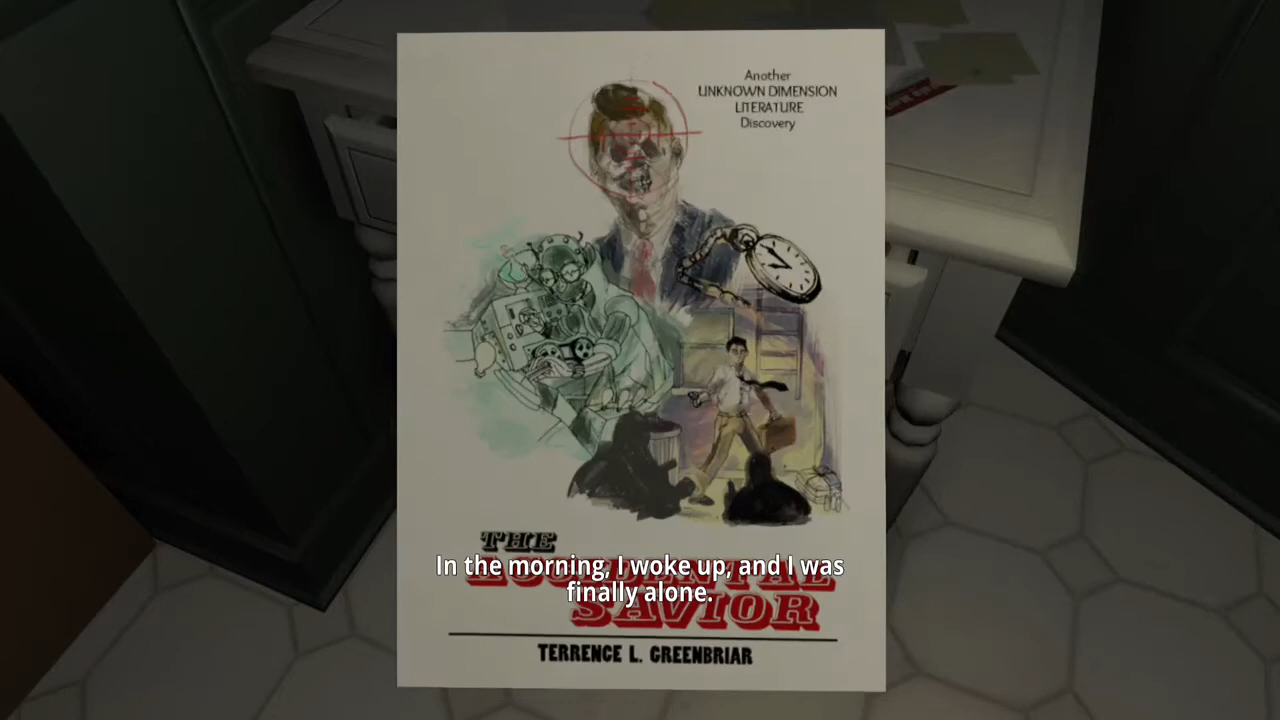 Another
UNKNOWN DIMENSION
LITERATURE
Discovery
THE
In the morning, I woke up, and I was
finally alone.
SAVIOR
TERRENCE L. GREENBRIAR